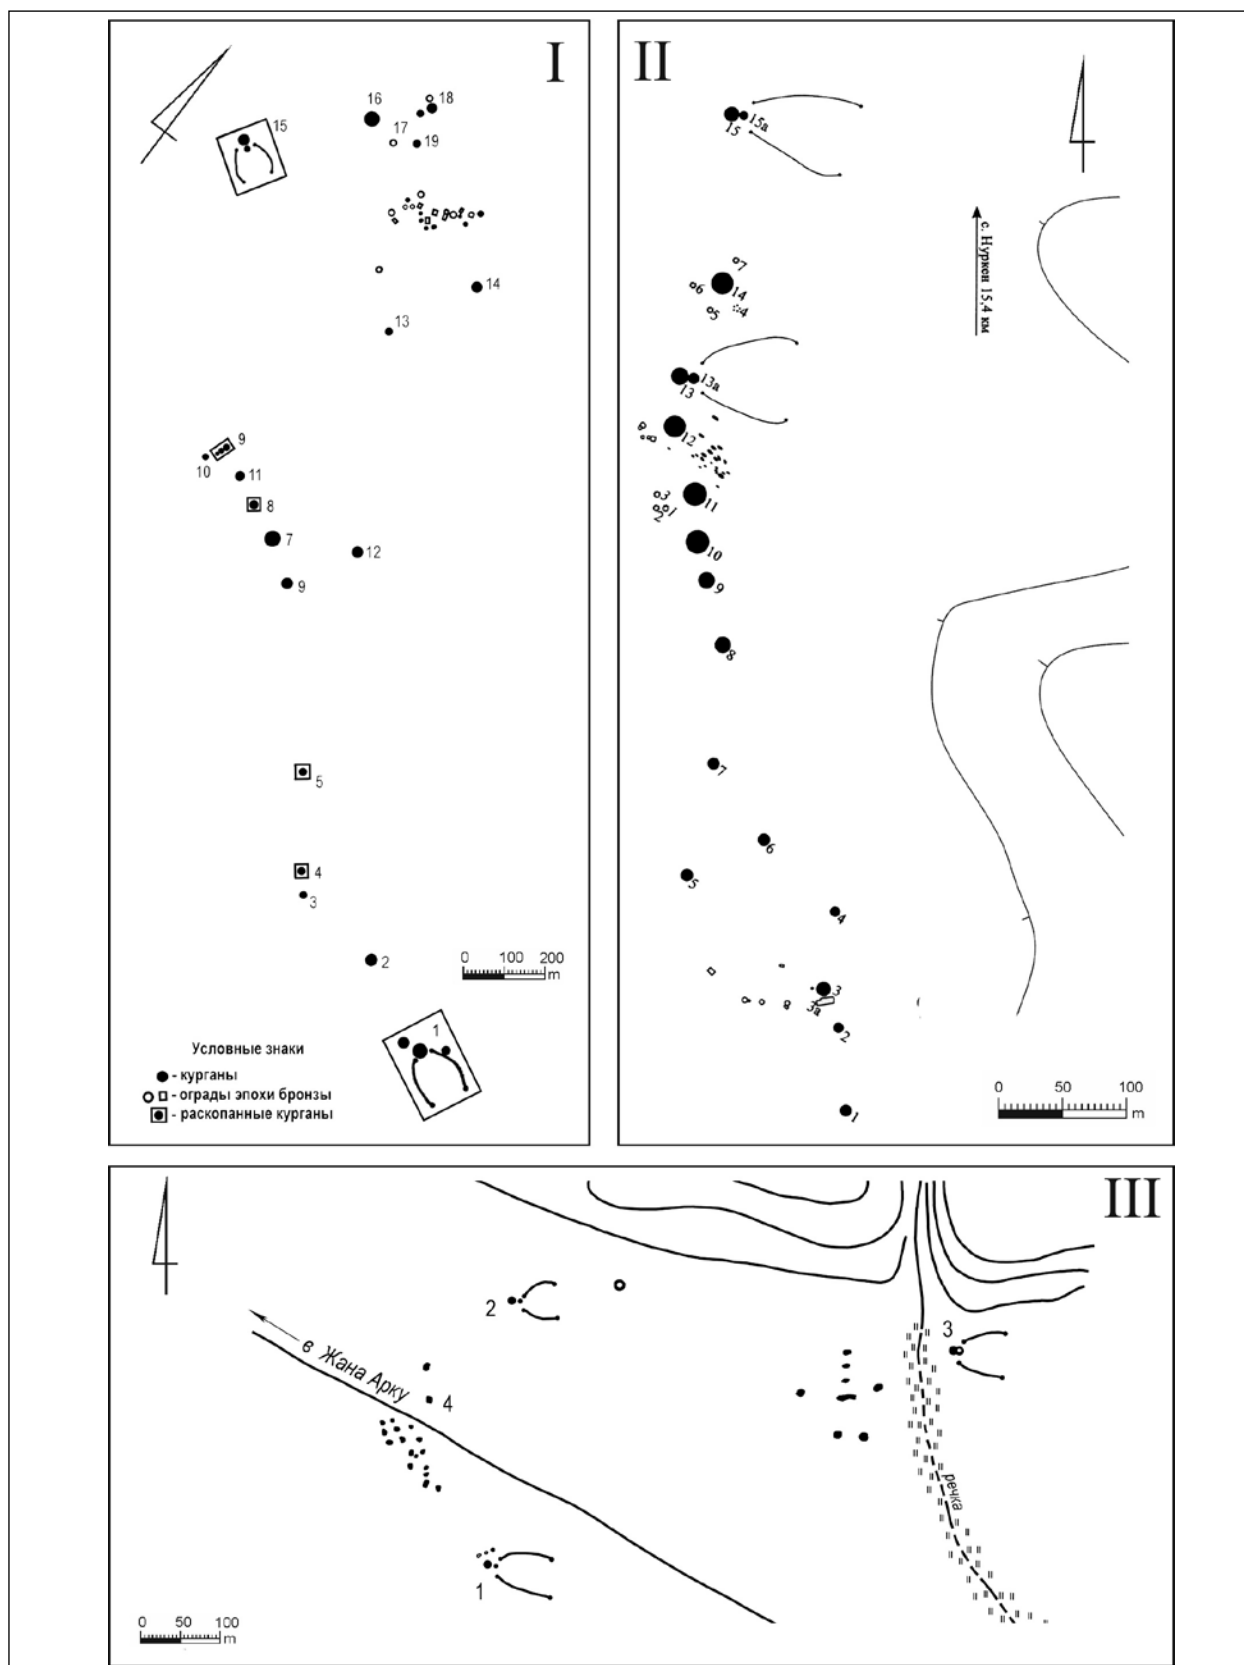 I
16
18
17
19
15
14
13
9
10
11
8
7
12
9
5
4
3
2
0 100 200
m
1
Условные знаки
- курганы
- ограды эпохи бронзы
- раскопанные курганы
II
15 15а
с. Нуркен 15,4 км
7
6
14
5
4
13 13а
12
3
11
2 1
10
9
8
7
6
5
4
3
3а
2
1
0 50 100
m
III
2
3
в Жана Арку
4
речка
1
0 50 100
m